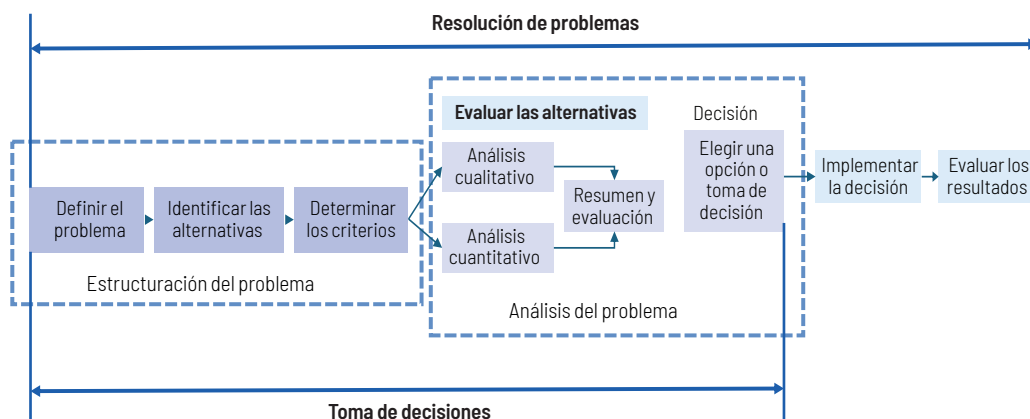 Resolución de problemas
Evaluar las alternativas
Decisión
Definir el
problema
Identificar las
alternativas
Determinar
los criterios
Análisis
cualitativo
Análisis
cuantitativo
Resumen y
evaluación
Elegir una
opción o
toma de
decisión
Implementar
la decisión
Evaluar los
resultados
Estructuración del problema
Análisis del problema
Toma de decisiones